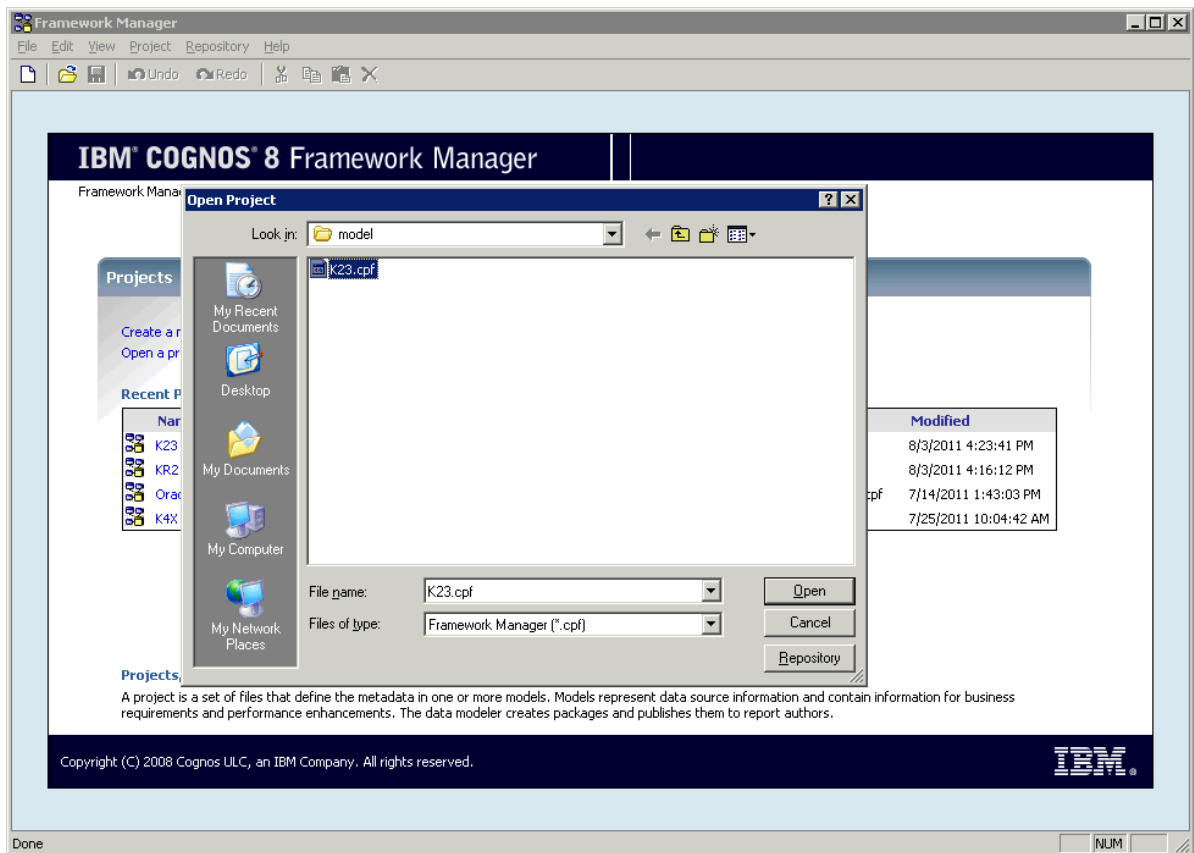 Framework Manager
File Edit View Project Repository Help
Undo Redo
IBM® COGNOS® 8 Framework Manager
Framework Mana
Open Project
Look in: model
K23.cpf
My Recent
Documents
Desktop
My Documents
My Computer
My Network
Places
File name: K23.cpf Open
Files of type: Framework Manager (*.cpf) Cancel
Repository
Projects
Create a r
Open a pr
Recent P
Nar Modified
K23 8/3/2011 4:23:41 PM
KR2 8/3/2011 4:16:12 PM
Orac cpf 7/14/2011 1:43:03 PM
K4X 7/25/2011 10:04:42 AM
Projects,
A project is a set of files that define the metadata in one or more models. Models represent data source information and contain information for business
requirements and performance enhancements. The data modeler creates packages and publishes them to report authors.
Copyright (C) 2008 Cognos ULC, an IBM Company. All rights reserved.
IBM®
Done NUM